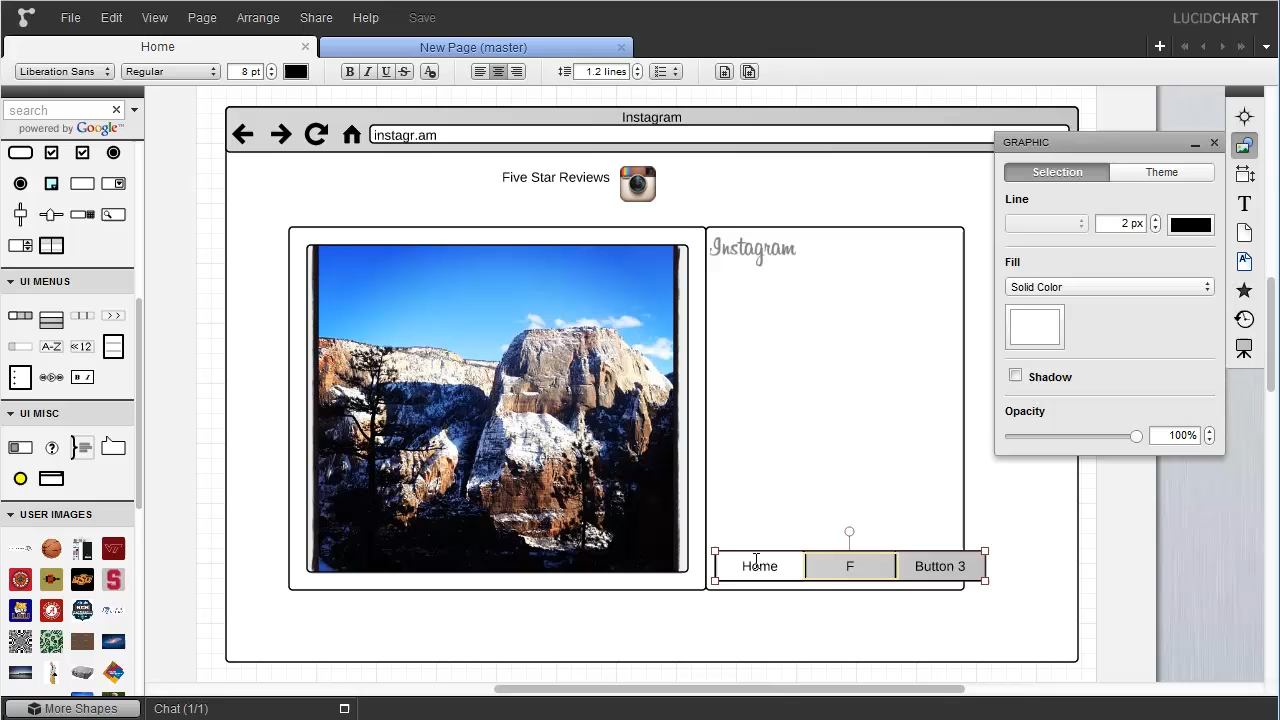 File Edit View Page Arrange Share Help Save LUCIDCHART
Home New Page (master)
Liberation Sans Regular 8 pt B I U S 1.2 lines
search
powered by Google™
Instagram
instagr.am
GRAPHIC
Selection Theme
Five Star Reviews
Line
2 px
Instagram
Fill
Solid Color
UI MENUS
A-Z <<12
B I
Shadow
UI MISC
Opacity
100%
USER IMAGES
Home F Button 3
More Shapes Chat (1/1)